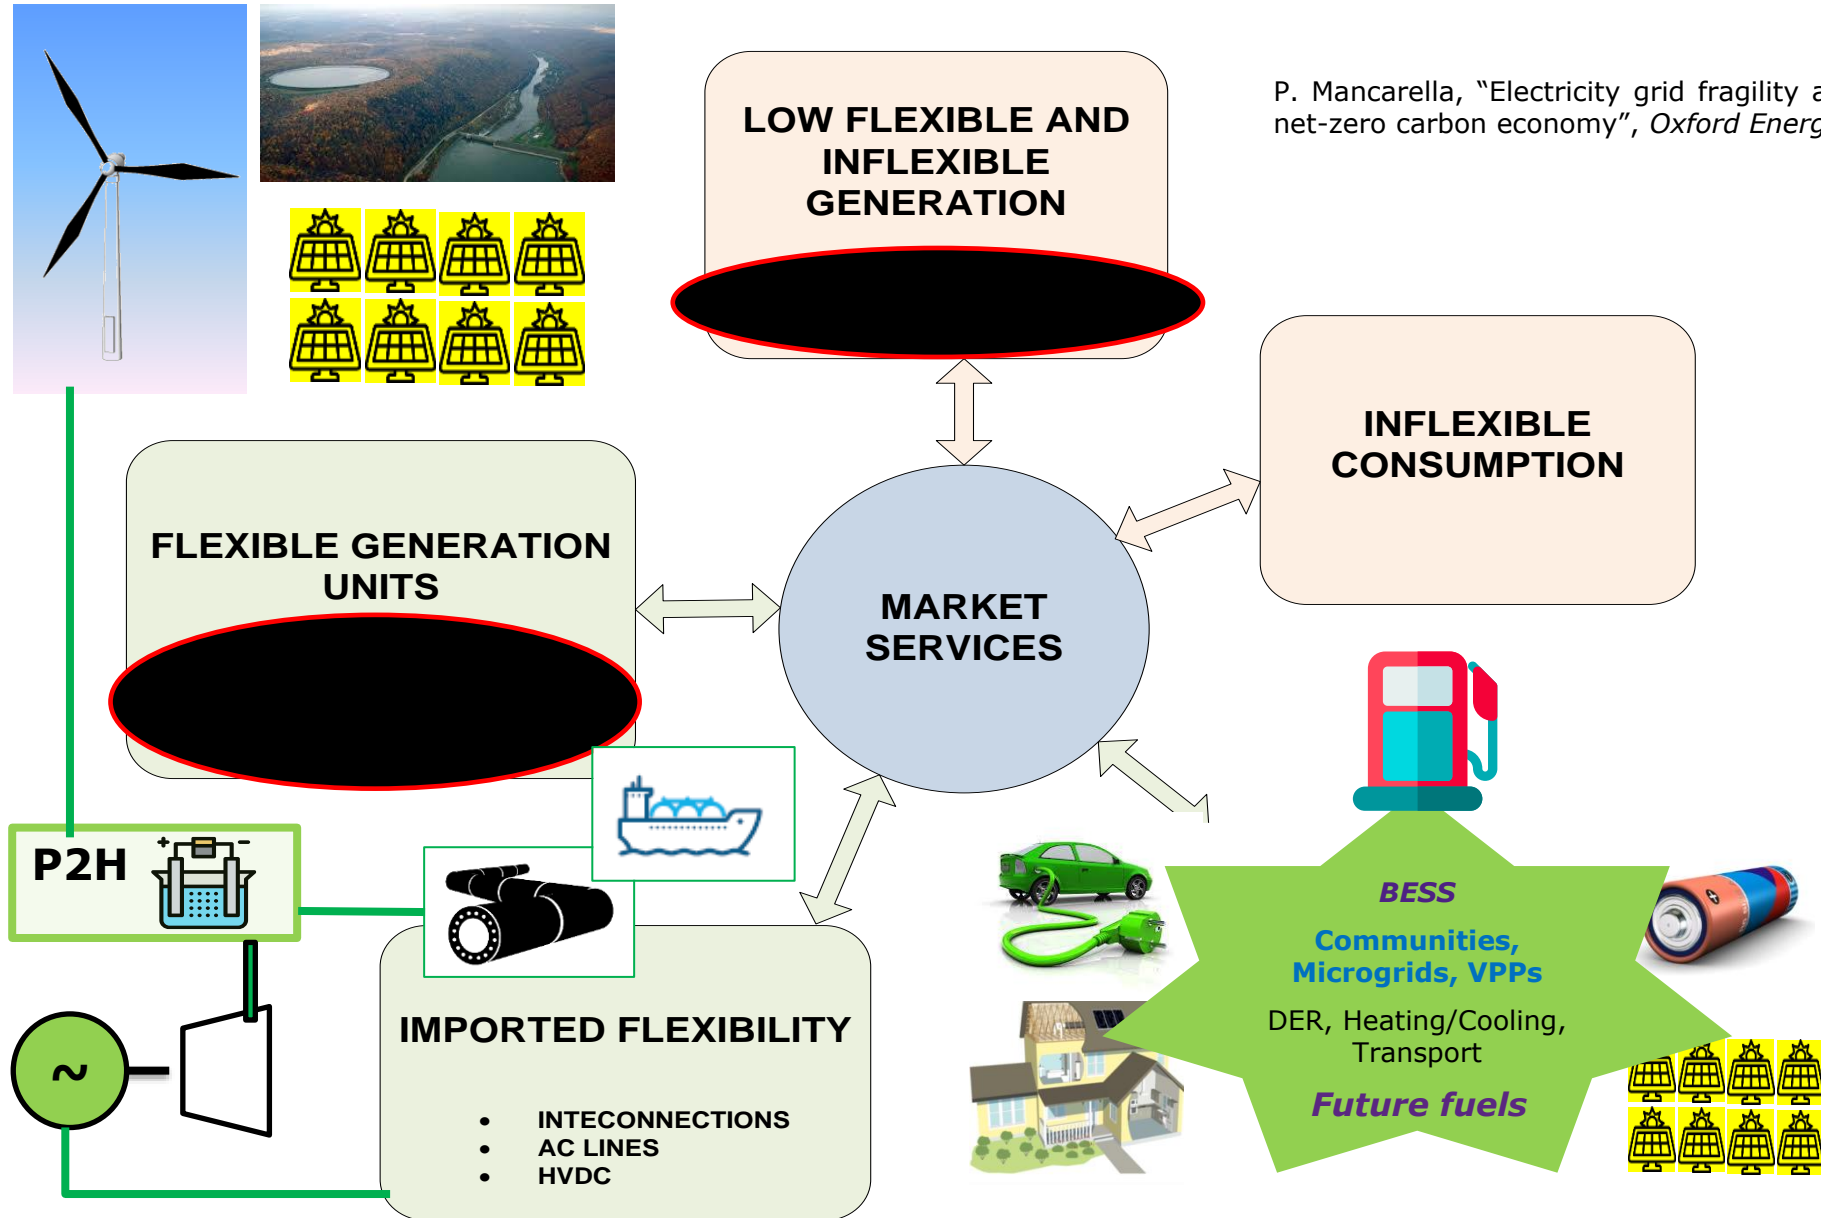 P. Mancarella, “Electricity grid fragility a
net-zero carbon economy”, Oxford Energ
LOW FLEXIBLE AND
INFLEXIBLE
GENERATION
INFLEXIBLE
CONSUMPTION
FLEXIBLE GENERATION
UNITS
MARKET
SERVICES
P2H
+ −
~
IMPORTED FLEXIBILITY
• INTECONNECTIONS
• AC LINES
• HVDC
BESS
Communities,
Microgrids, VPPs
DER, Heating/Cooling,
Transport
Future fuels